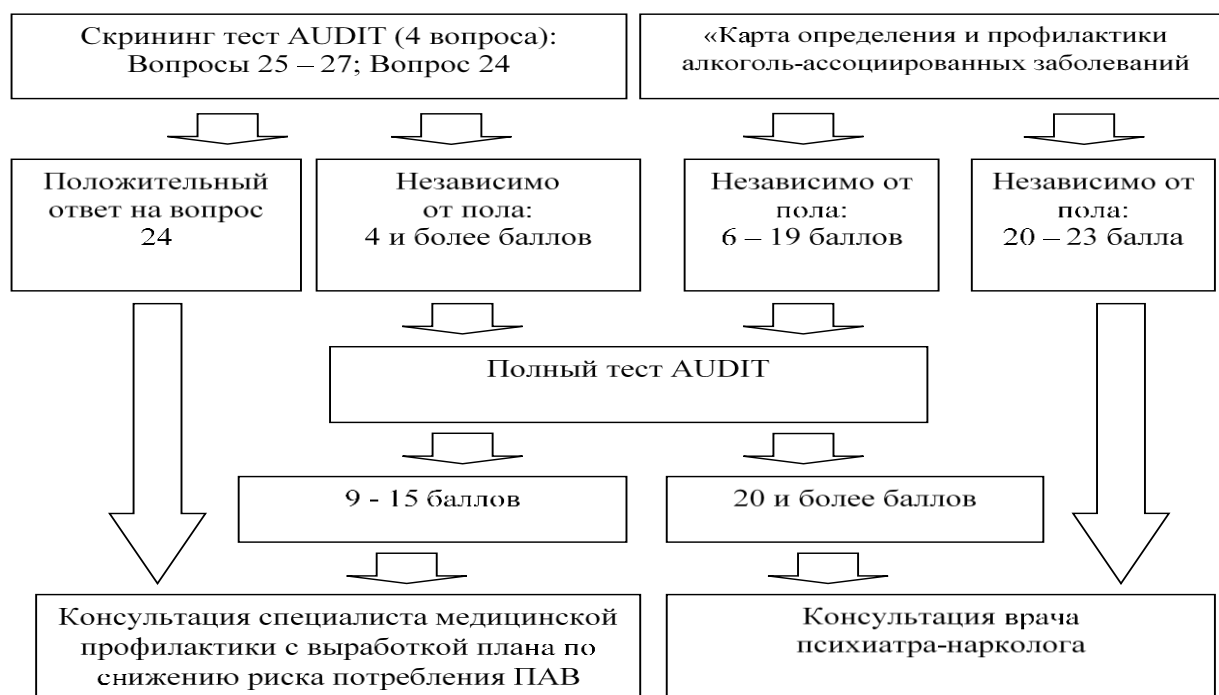 Скрининг тест AUDIT (4 вопроса):
Вопросы 25 – 27; Вопрос 24
«Карта определения и профилактики
алкоголь-ассоциированных заболеваний
Положительный
ответ на вопрос
24
Независимо
от пола:
4 и более баллов
Независимо от
пола:
6 – 19 баллов
Независимо от
пола:
20 – 23 балла
Полный тест AUDIT
9 - 15 баллов
20 и более баллов
Консультация специалиста медицинской
профилактики с выработкой плана по
снижению риска потребления ПАВ
Консультация врача
психиатра-нарколога